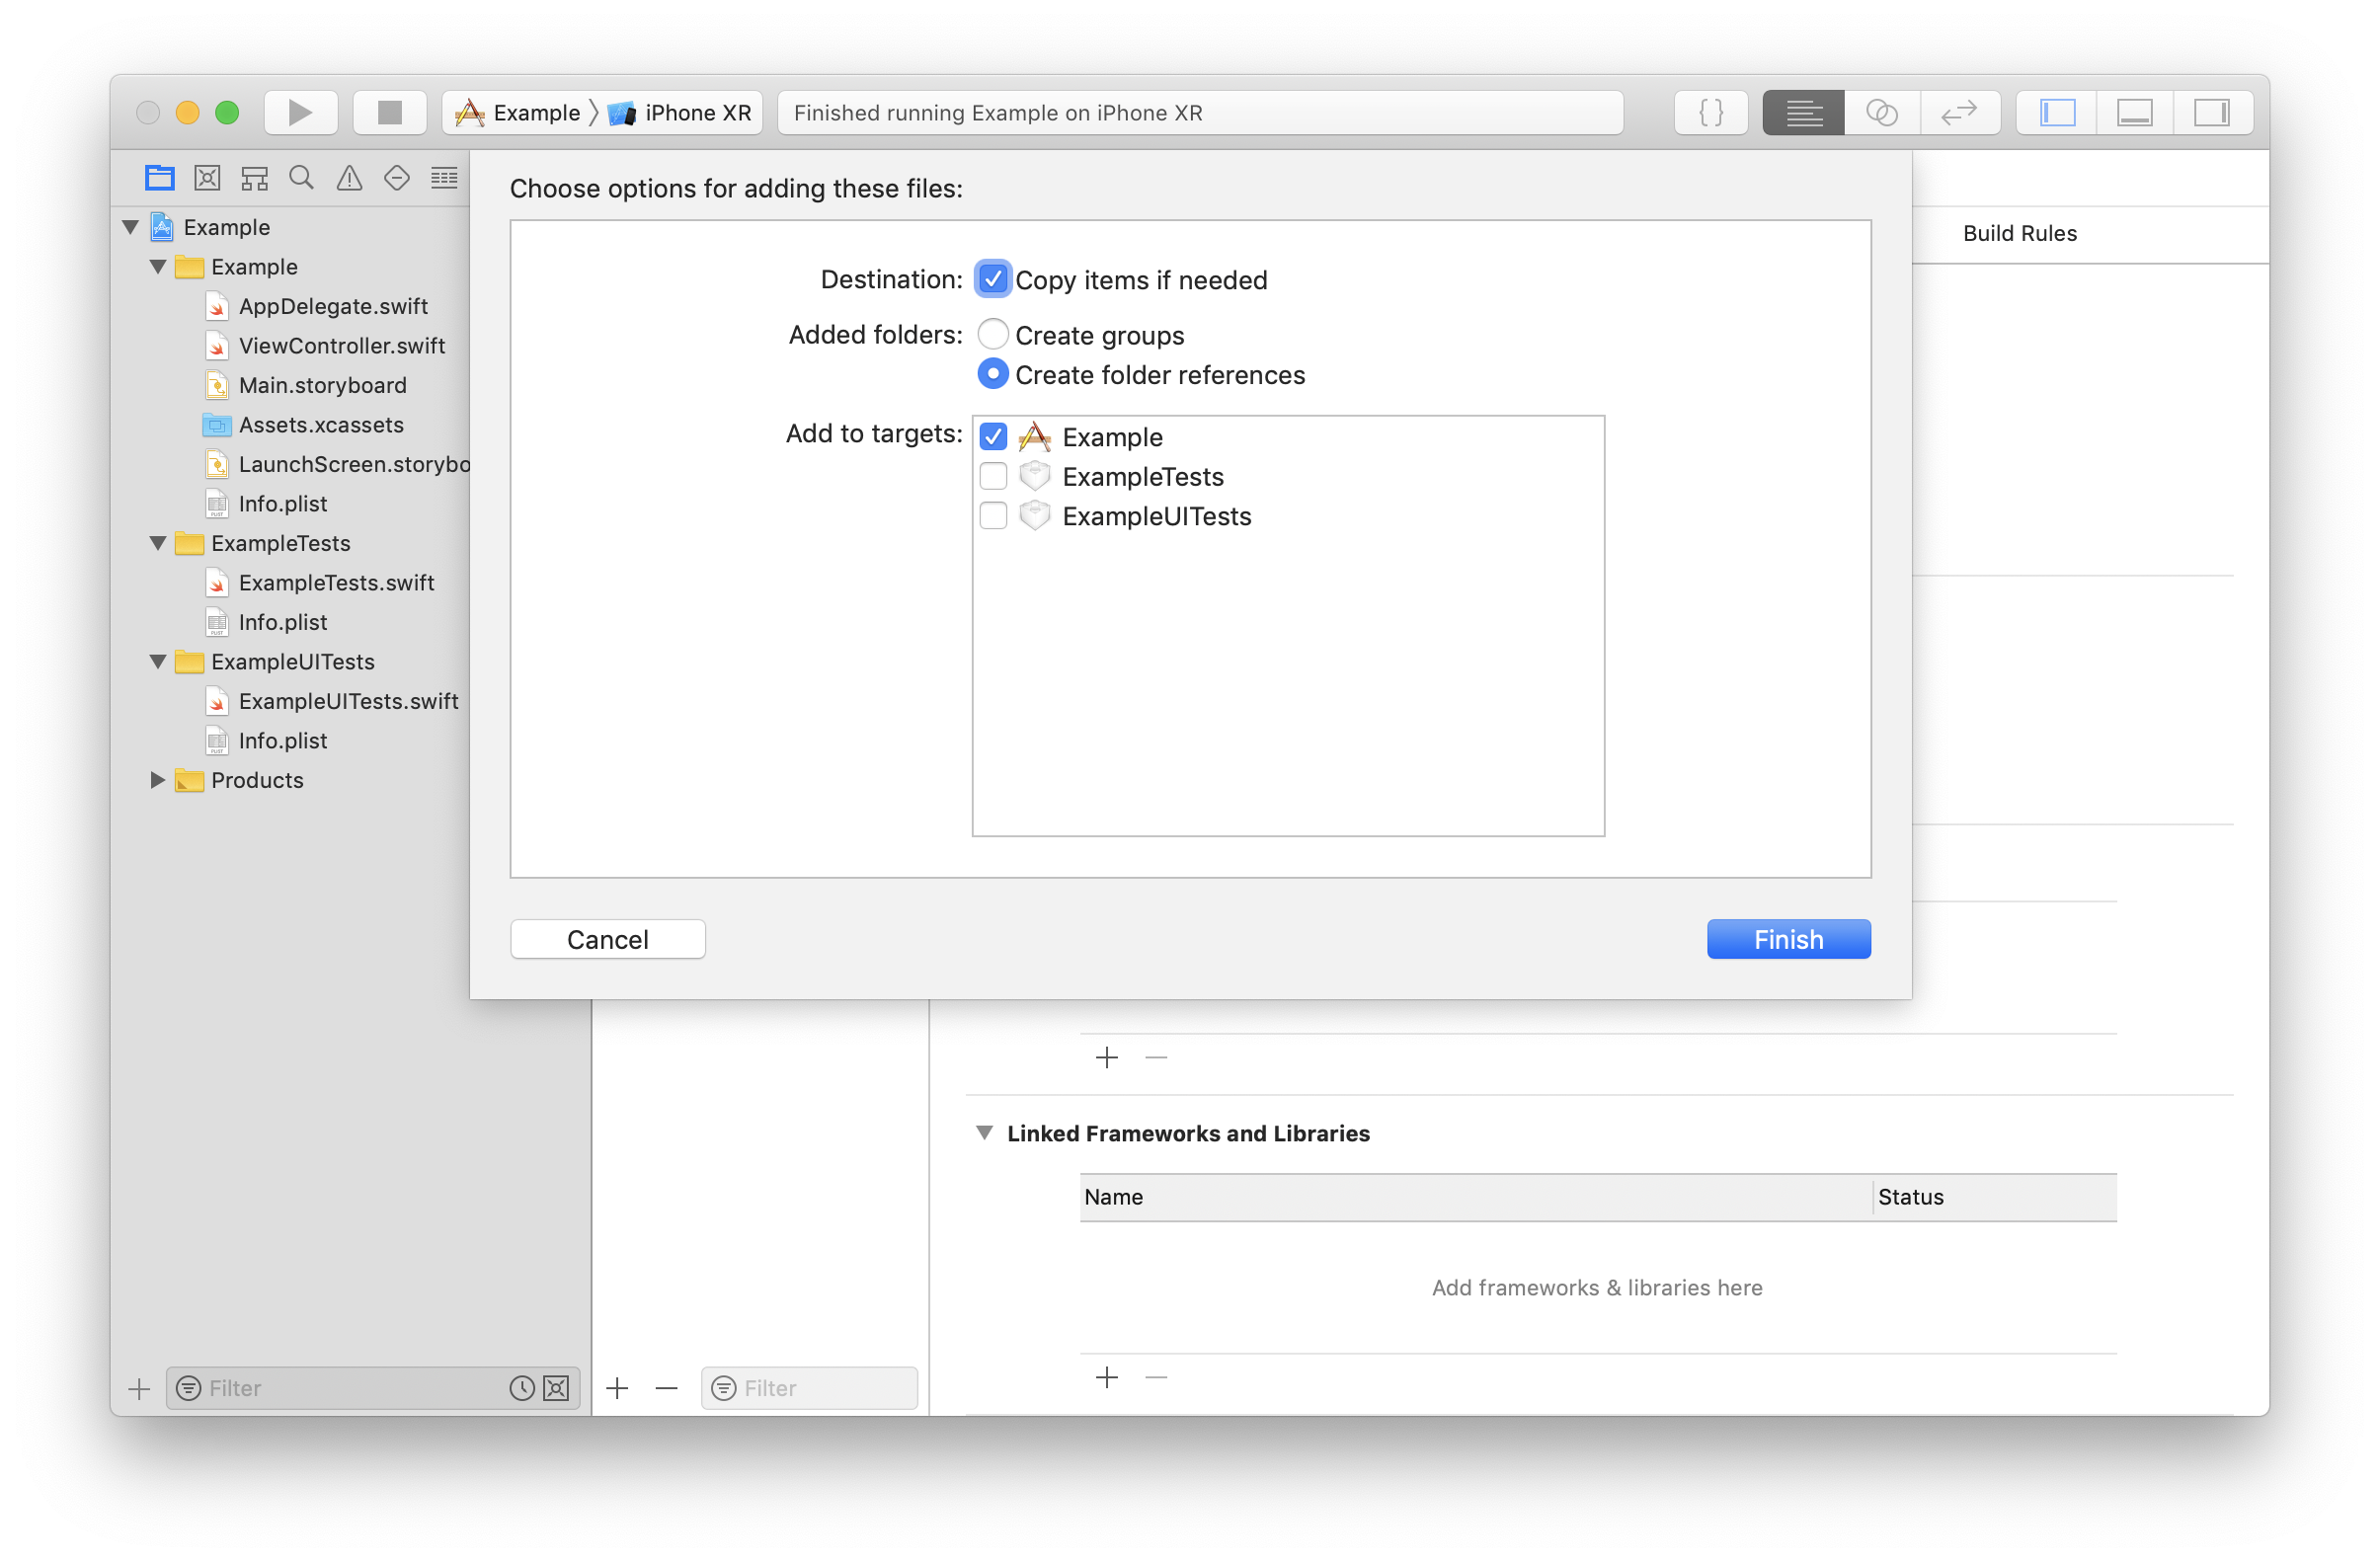 Example
iPhone XR
Finished running Example on iPhone XR
{ }
Choose options for adding these files:
Destination:
Copy items if needed
Added folders:
Create groups
Create folder references
Add to targets:
Example
ExampleTests
ExampleUITests
Cancel
Finish
Example
Example
AppDelegate.swift
ViewController.swift
Main.storyboard
Assets.xcassets
LaunchScreen.storybo
Info.plist
ExampleTests
ExampleTests.swift
Info.plist
ExampleUITests
ExampleUITests.swift
Info.plist
Products
Build Rules
Linked Frameworks and Libraries
Name
Status
Add frameworks & libraries here
Filter
Filter